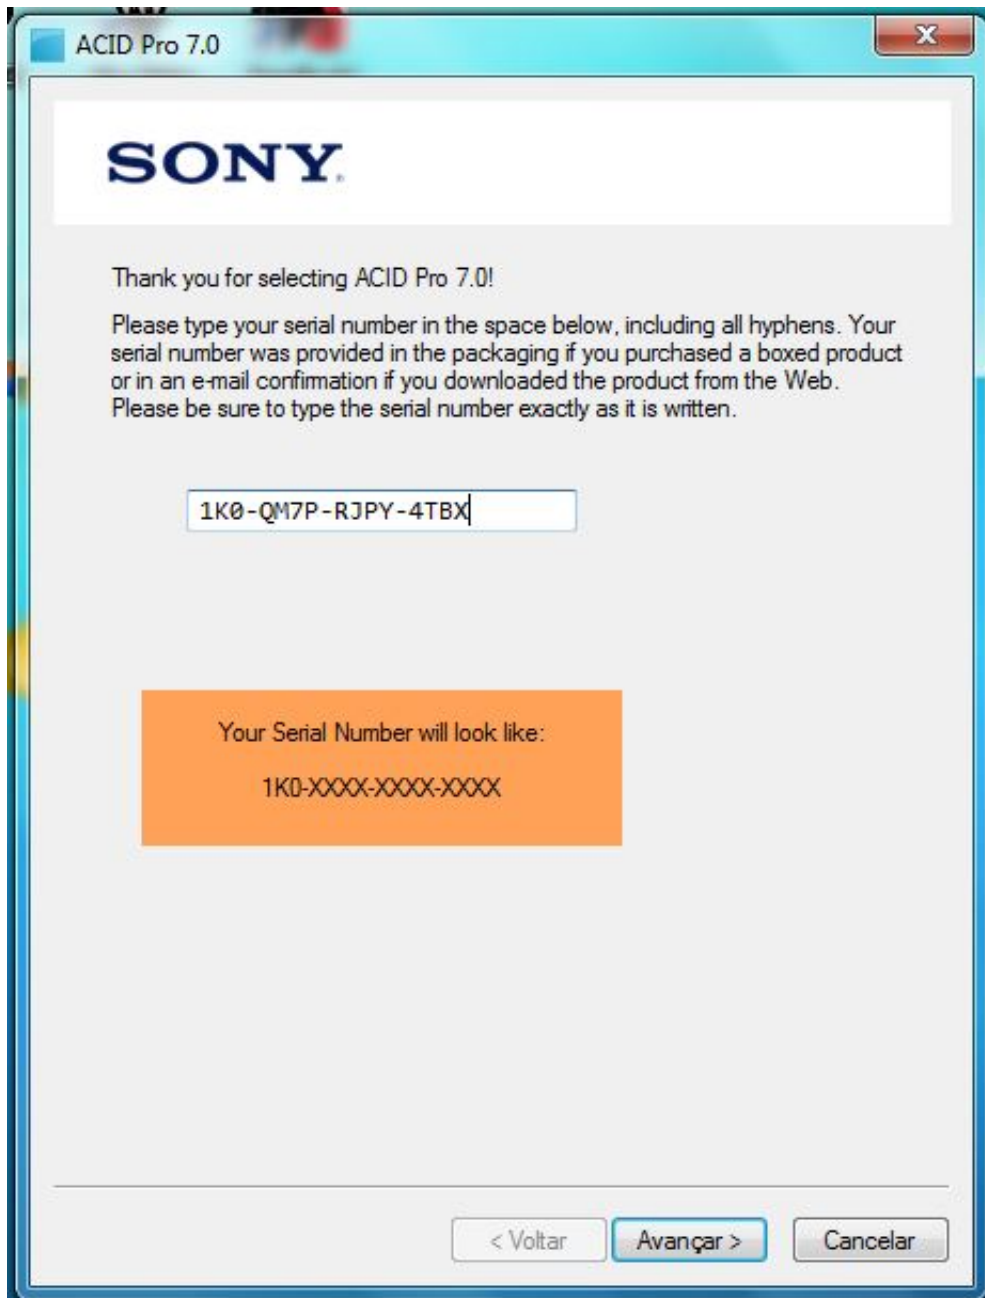 ACID Pro 7.0
SONY
Thank you for selecting ACID Pro 7.0!
Please type your serial number in the space below, including all hyphens. Your
serial number was provided in the packaging if you purchased a boxed product
or in an e-mail confirmation if you downloaded the product from the Web.
Please be sure to type the serial number exactly as it is written.
1K0-QM7P-RJPY-4TBX
Your Serial Number will look like:
1K0-XXXX-XXXX-XXXX
< Voltar Avançar > Cancelar